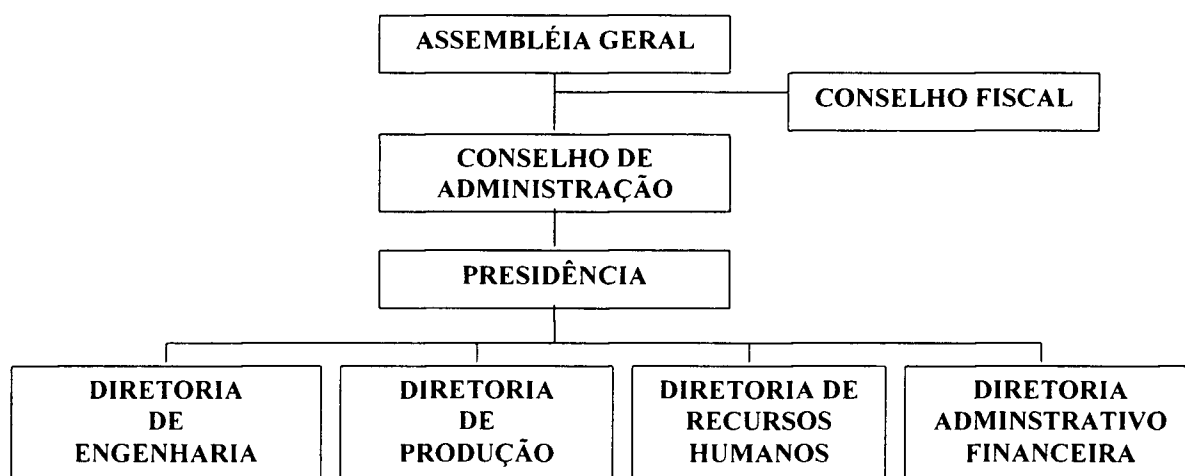 ASSEMBLÉIA GERAL
CONSELHO FISCAL
CONSELHO DE
ADMINISTRAÇÃO
PRESIDÊNCIA
DIRETORIA
DE
ENGENHARIA
DIRETORIA
DE
PRODUÇÃO
DIRETORIA DE
RECURSOS
HUMANOS
DIRETORIA
ADMINSTRATIVO
FINANCEIRA